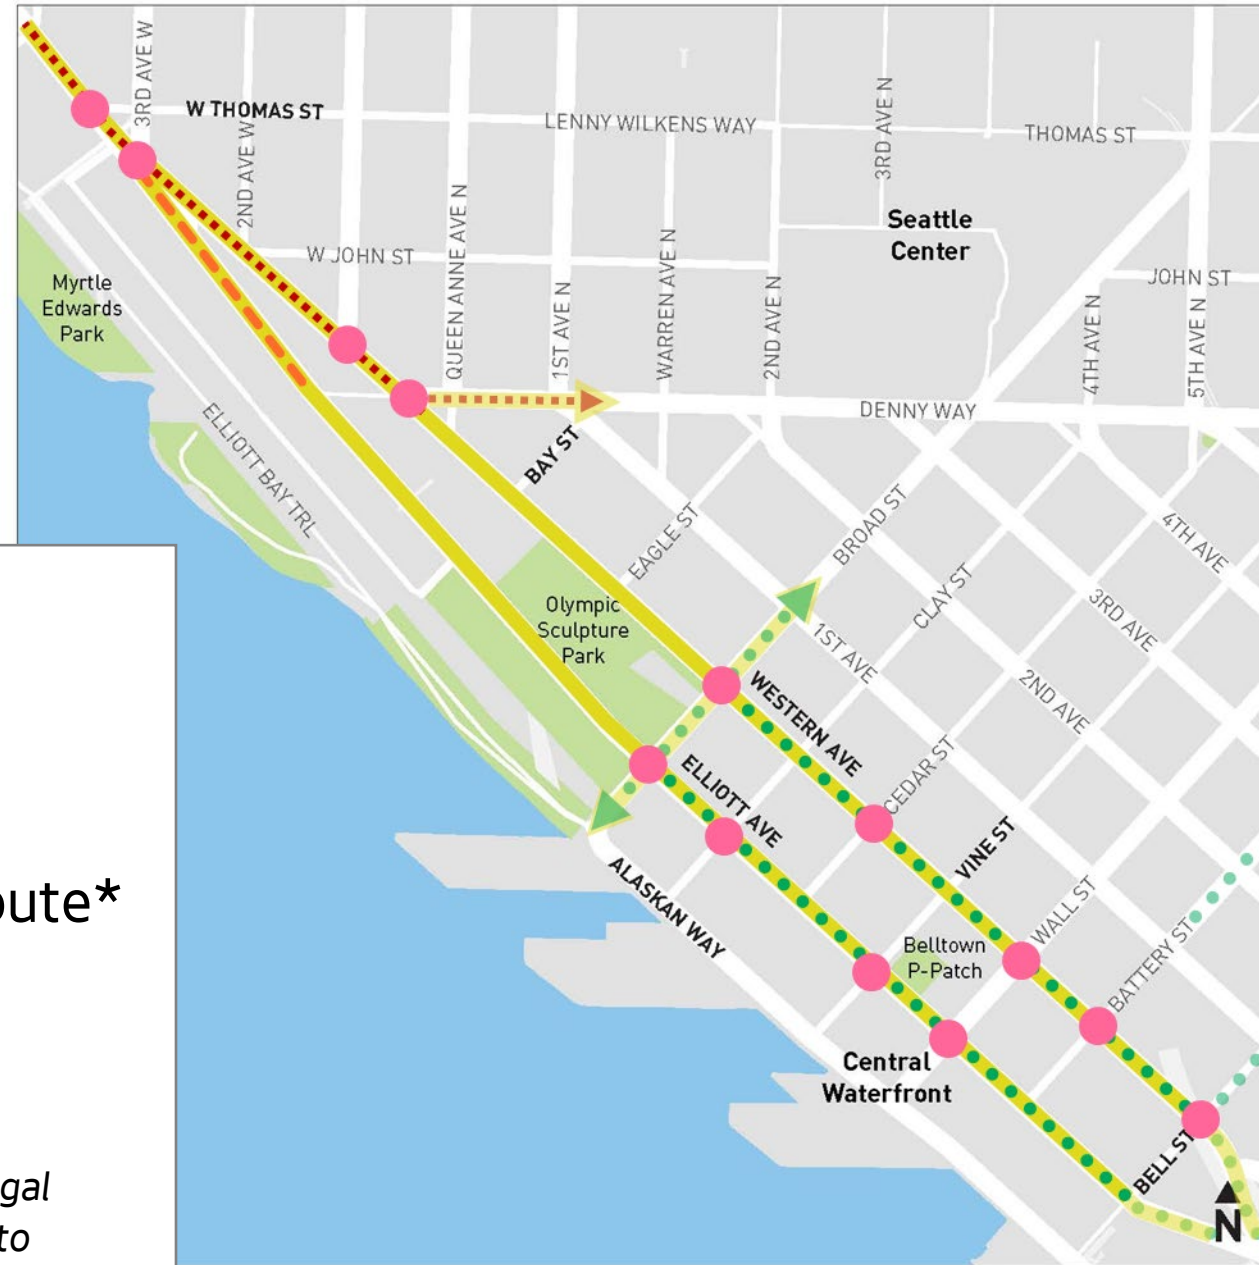 3RD AVE W
W THOMAS ST
LENNY WILKENS WAY
3RD AVE N
THOMAS ST
2ND AVE W
Seattle
Center
W JOHN ST
QUEEN ANNE AVE N
1ST AVE N
WARREN AVE N
2ND AVE N
JOHN ST
4TH AVE N
5TH AVE N
Myrtle
Edwards
Park
DENNY WAY
ELLIOTT BAY TRL
BAY ST
EAGLE ST
BROAD ST
4TH AVE
CLAY ST
3RD AVE
Olympic
Sculpture
Park
1ST AVE
2ND AVE
WESTERN AVE
CEDAR ST
ELLIOTT AVE
VINE ST
ALASKAN WAY
WALL ST
oute*
Belltown
P-Patch
BATTERY ST
Central
Waterfront
BELL ST
gal
to
N